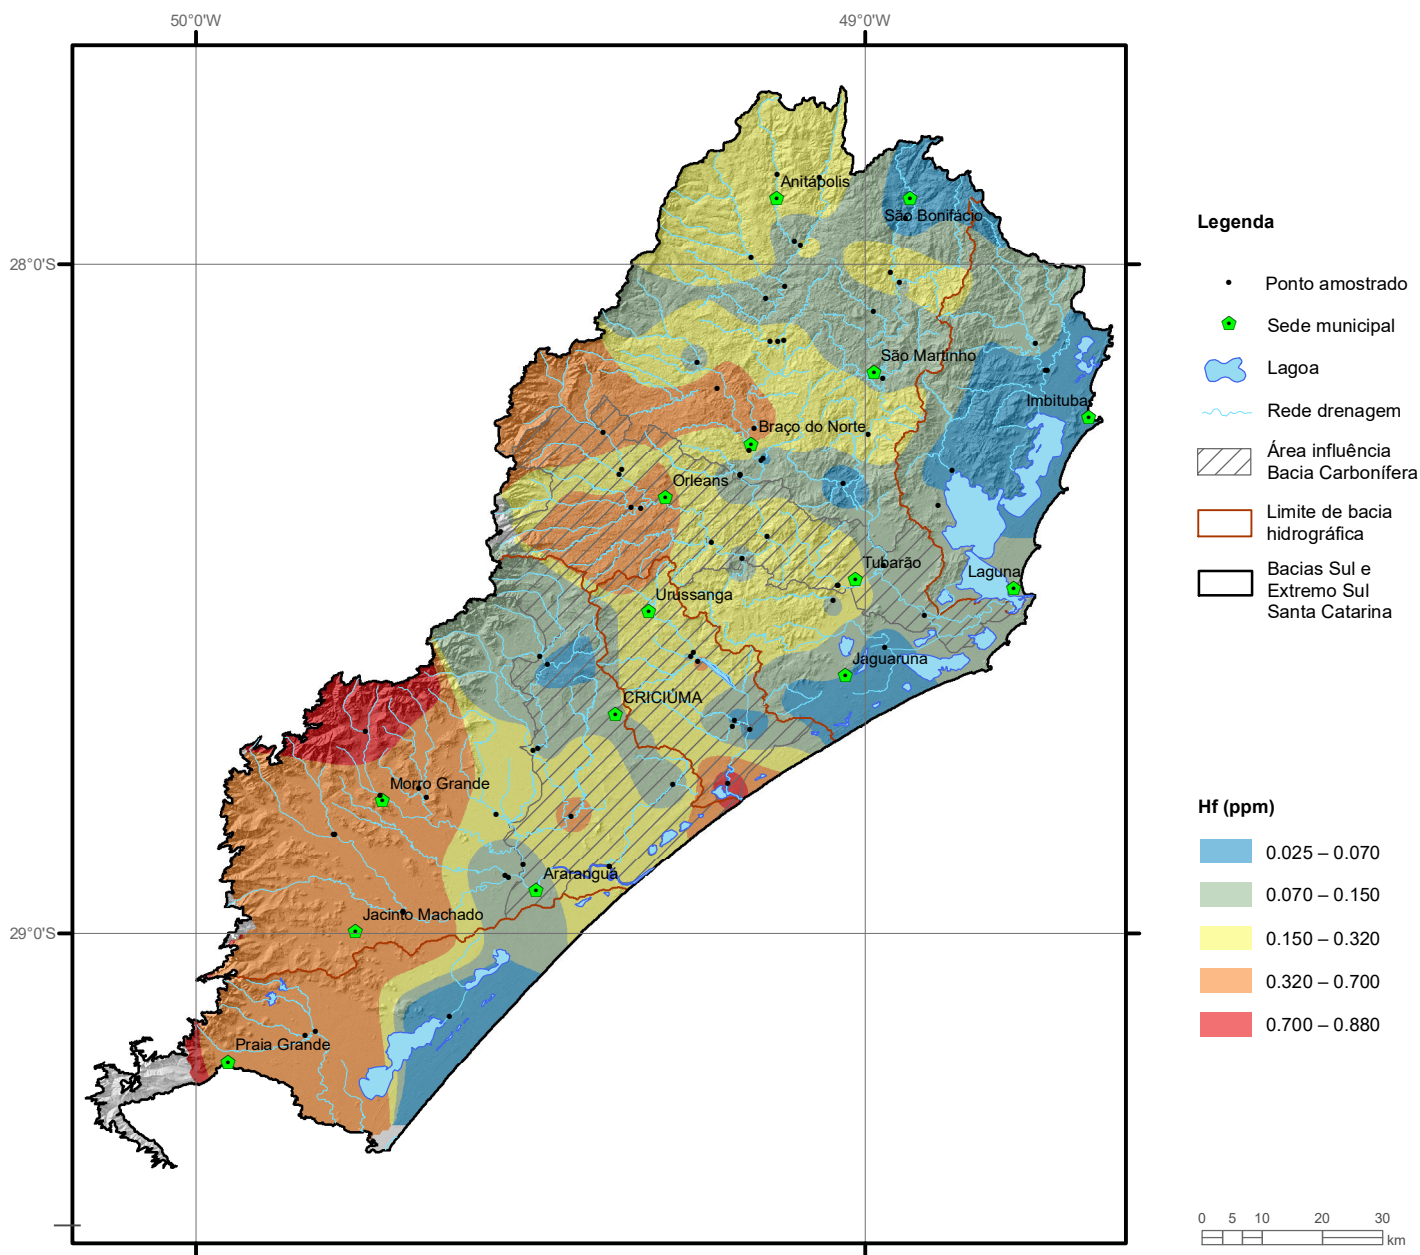 50°0'W
49°0'W
28°0'S
29°0'S
Anitápolis
São Bonifácio
São Martinho
Imbituba
Braço do Norte
Orleans
Tubarão
Laguna
Urussanga
Jaguaruna
CRICIÚMA
Morro Grande
Araranguá
Jacinto Machado
Praia Grande
Legenda
Ponto amostrado
Sede municipal
Lagoa
Rede drenagem
Área influência
Bacia Carbonífera
Limite de bacia
hidrográfica
Bacias Sul e
Extremo Sul
Santa Catarina
Hf (ppm)
0.025 – 0.070
0.070 – 0.150
0.150 – 0.320
0.320 – 0.700
0.700 – 0.880
0 5 10 20 30
km